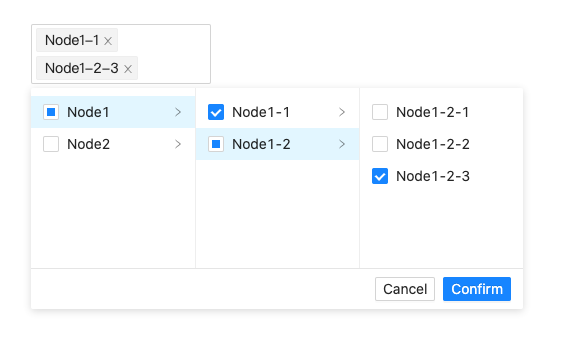 Node1–1
Node1–2–3
Node1
Node1-1
Node1-2-1
Node2
Node1-2
Node1-2-2
Node1-2-3
Cancel
Confirm